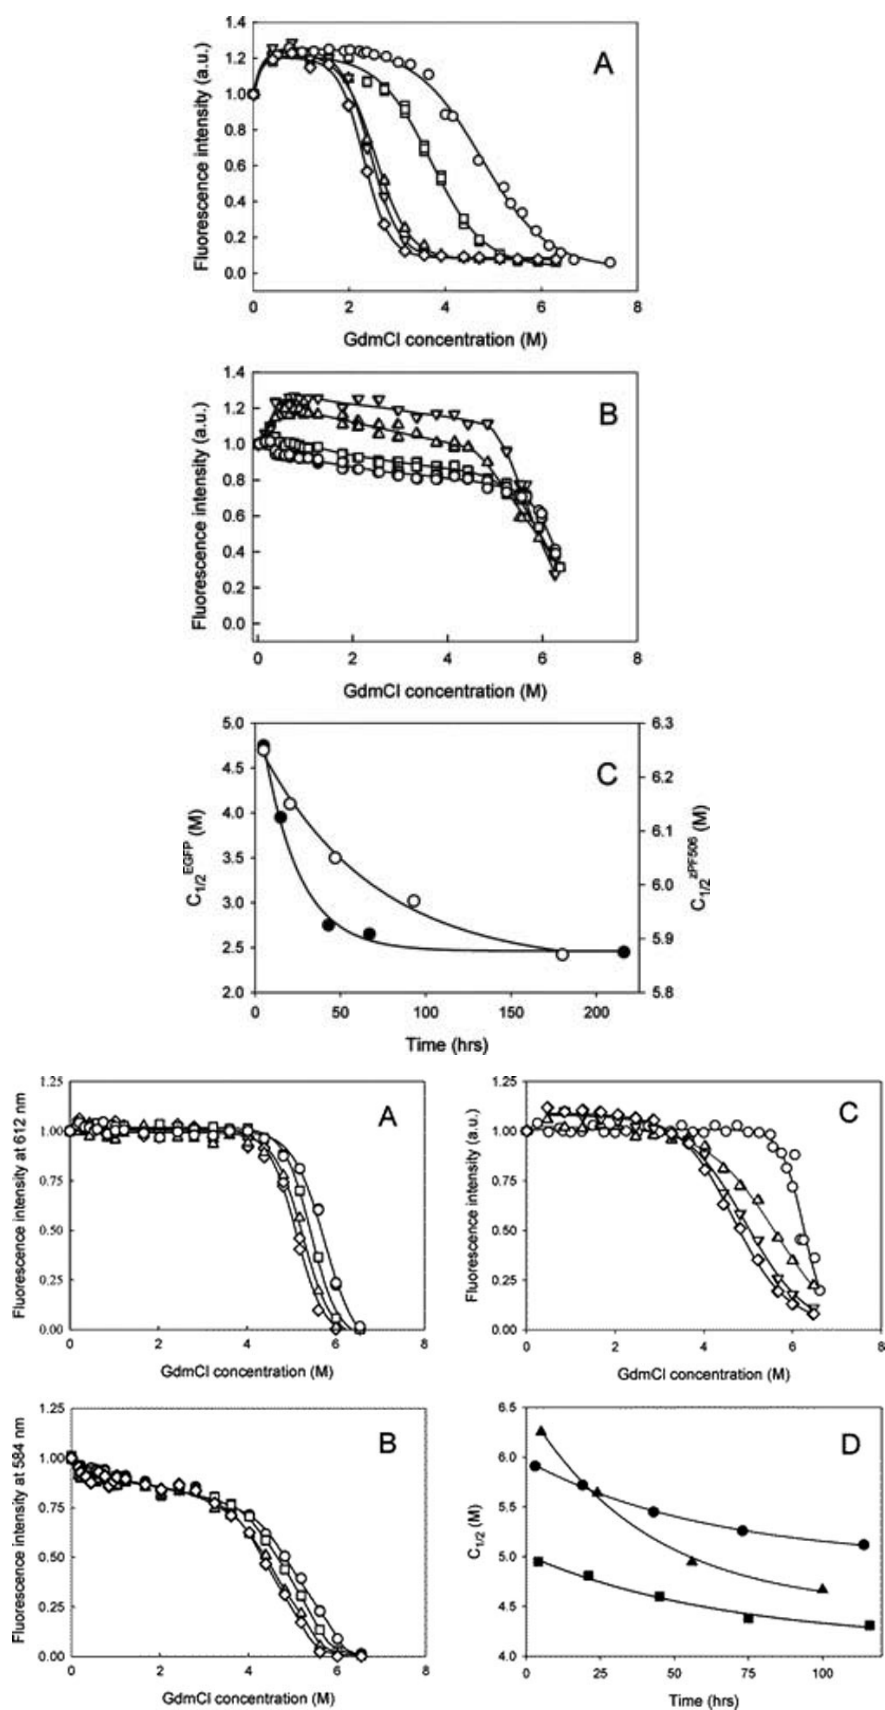 1.4
1.2
1.0
0.8
0.6
0.4
0.2
0.0
Fluorescence intensity (a.u.)
A
0 2 4 6 8
GdmCl concentration (M)
1.4
1.2
1.0
0.8
0.6
0.4
0.2
0.0
Fluorescence intensity (a.u.)
B
0 2 4 6 8
GdmCl concentration (M)
5.0
4.5
4.0
3.5
3.0
2.5
2.0
C1/2 EGFP (M)
C
6.3
6.2
6.1
6.0
5.9
5.8
C1/2 zPF506 (M)
0 50 100 150 200
Time (hrs)
1.25
1.00
0.75
0.50
0.25
0.00
Fluorescence intensity at 612 nm
A
0 2 4 6 8
GdmCl concentration (M)
1.25
1.00
0.75
0.50
0.25
0.00
Fluorescence intensity (a.u.)
C
0 2 4 6 8
GdmCl concentration (M)
1.25
1.00
0.75
0.50
0.25
0.00
Fluorescence intensity at 584 nm
B
0 2 4 6 8
GdmCl concentration (M)
6.5
6.0
5.5
5.0
4.5
4.0
C1/2 (M)
D
0 25 50 75 100
Time (hrs)